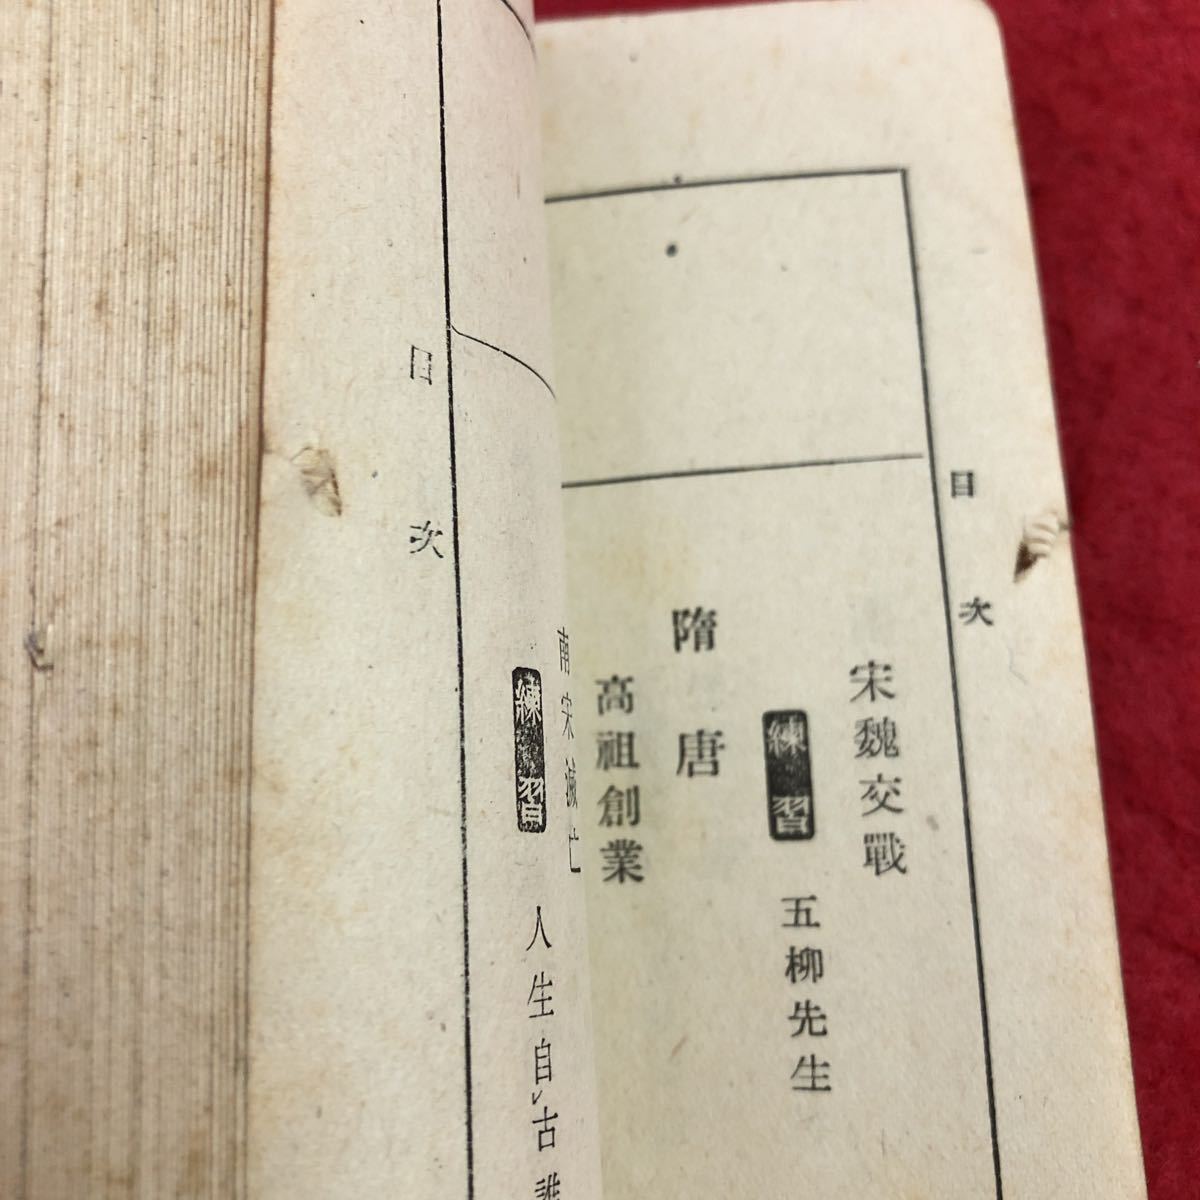 目次
宋魏交戰
練習 五柳先生
隋唐
高祖創業
目次
南宋滅亡
練習 人生自古誰